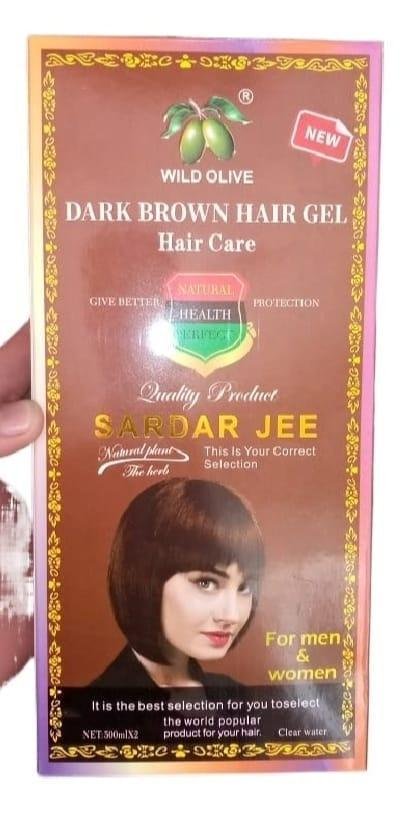 ®
NEW
WILD OLIVE
DARK BROWN HAIR GEL
Hair Care
NATURAL
GIVE BETTER HEALTH PROTECTION
PERFECT
Quality Product
SARDAR JEE
Natural plant This Is Your Correct
The herb Selection
For men
&
women
It is the best selection for you toselect
the world popular
NET:500mlX2 product for your hair. Clear water